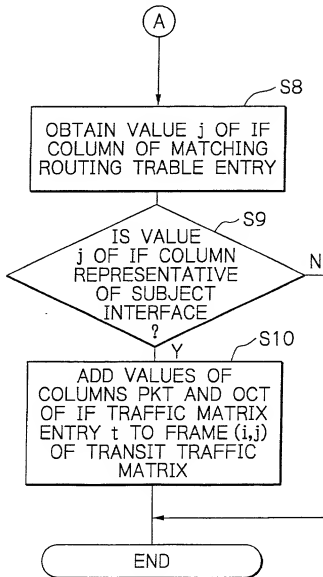 A
S8
OBTAIN VALUE j OF IF
COLUMN OF MATCHING
ROUTING TRABLE ENTRY
S9
IS VALUE
j OF IF COLUMN
REPRESENTATIVE
OF SUBJECT
INTERFACE
?
N
Y
S10
ADD VALUES OF
COLUMNS PKT AND OCT
OF IF TRAFFIC MATRIX
ENTRY t TO FRAME (i,j)
OF TRANSIT TRAFFIC
MATRIX
END